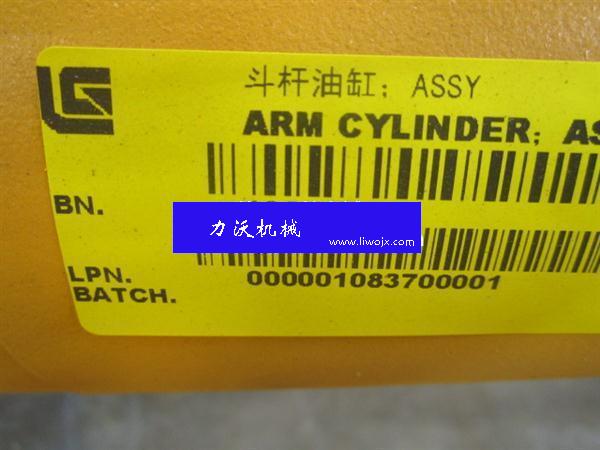 斗杆油缸; ASSY
ARM CYLINDER; AS
BN.
力沃机械
www.liwojx.com
LPN.
000001083700001
BATCH.